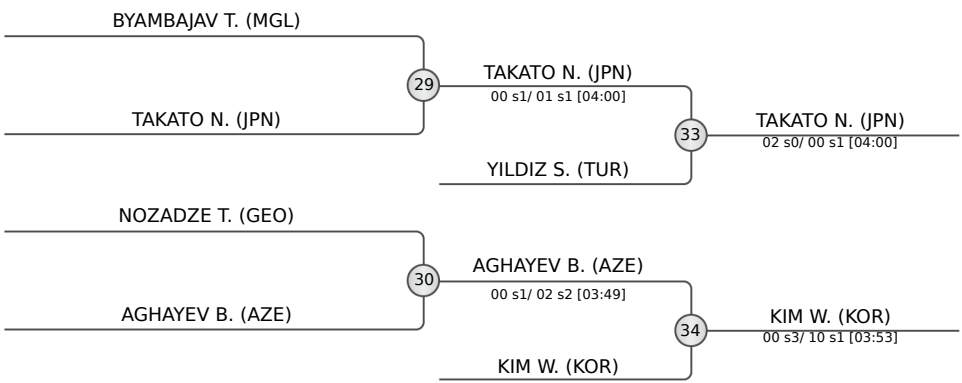 BYAMBAJAV T. (MGL)
29
TAKATO N. (JPN)
TAKATO N. (JPN)
00 s1/ 01 s1 [04:00]
33
TAKATO N. (JPN)
02 s0/ 00 s1 [04:00]
YILDIZ S. (TUR)
NOZADZE T. (GEO)
30
AGHAYEV B. (AZE)
AGHAYEV B. (AZE)
00 s1/ 02 s2 [03:49]
34
KIM W. (KOR)
00 s3/ 10 s1 [03:53]
KIM W. (KOR)